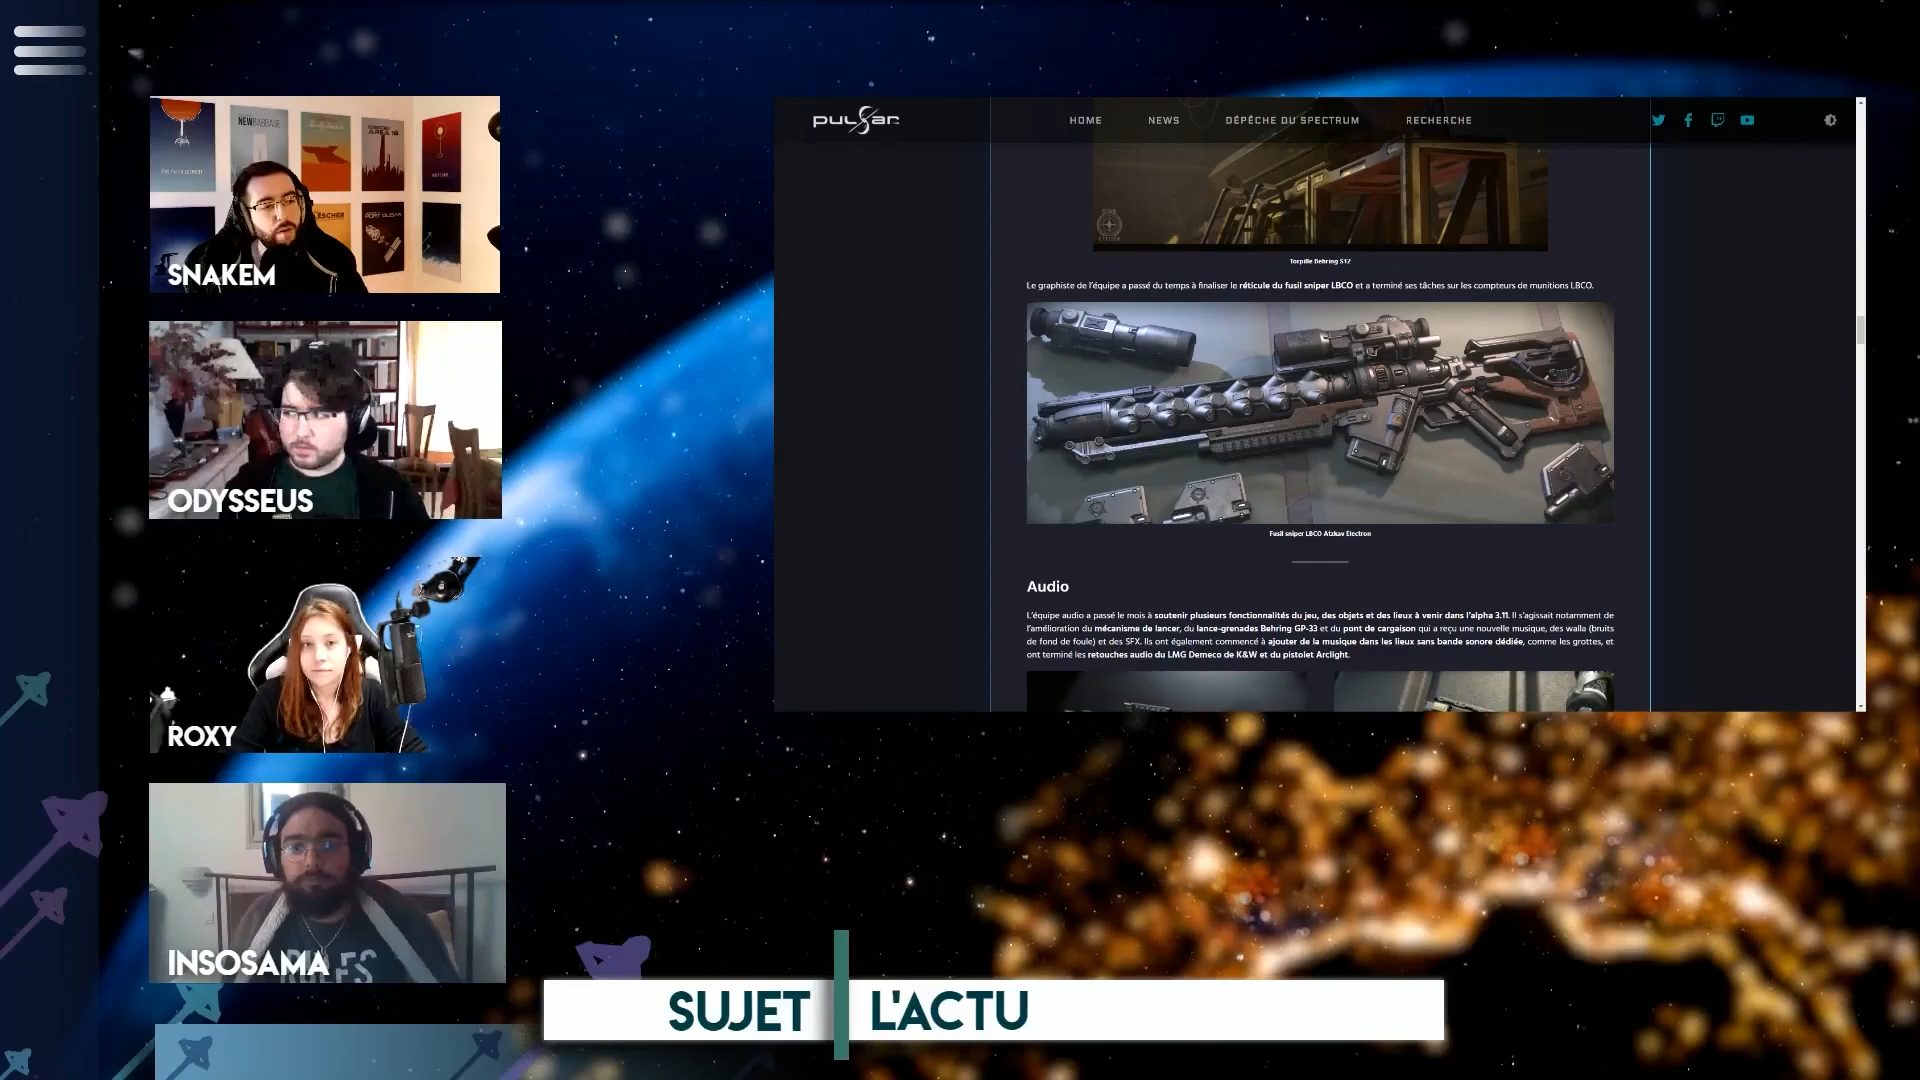 NEW BABBAGE
AREA 18
SNAKEM
ODYSSEUS
ROXY
INSOSAMA
pulsar
HOME NEWS DÉPÊCHE DU SPECTRUM RECHERCHE
STAR
CITIZEN
Torpille Behring S12
Le graphiste de l'équipe a passé du temps à finaliser le réticule du fusil sniper LBCO et a terminé ses tâches sur les compteurs de munitions LBCO.
Fusil sniper LBCO Atzkav Electron
Audio
L'équipe audio a passé le mois à soutenir plusieurs fonctionnalités du jeu, des objets et des lieux à venir dans l'alpha 3.11. Il s'agissait notamment de
l'amélioration du mécanisme de lancer, du lance-grenades Behring GP-33 et du pont de cargaison qui a reçu une nouvelle musique, des walla (bruits
de fond de foule) et des SFX. Ils ont également commencé à ajouter de la musique dans les lieux sans bande sonore dédiée, comme les grottes, et
ont terminé les retouches audio du LMG Demeco de K&W et du pistolet Arclight.
SUJET L'ACTU